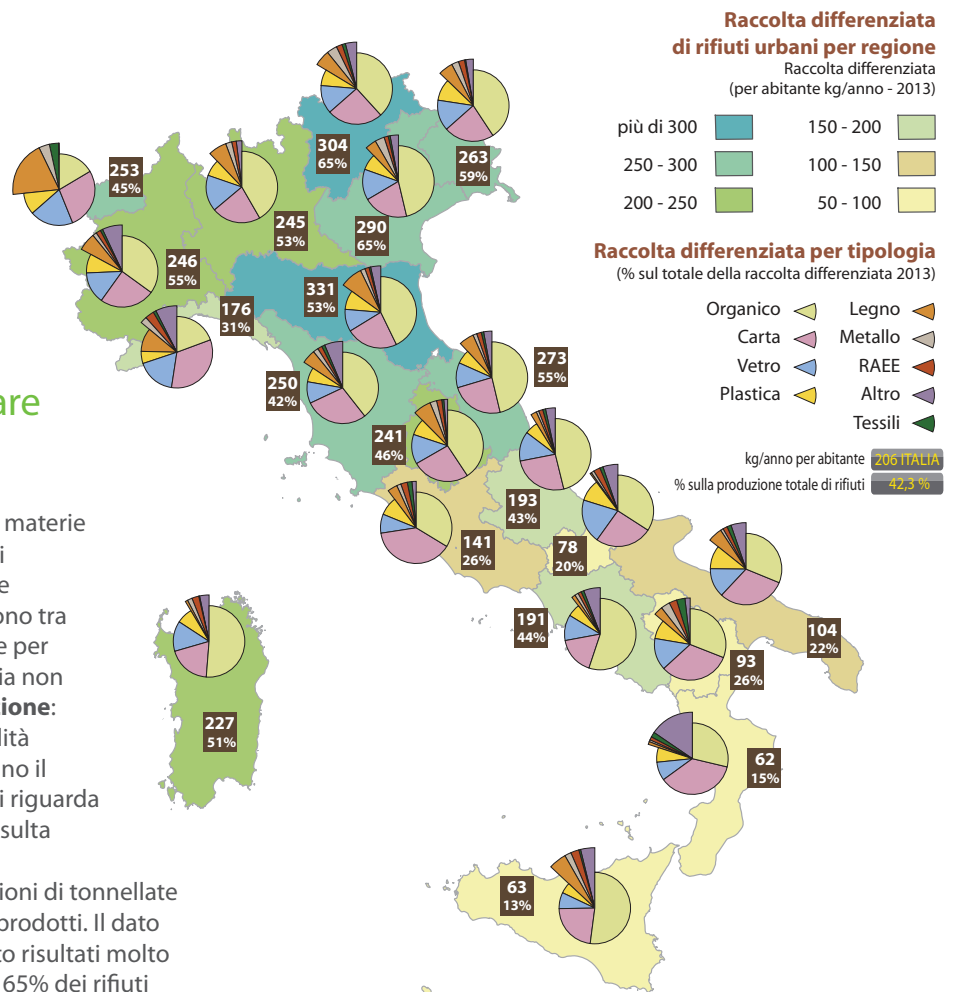 Raccolta differenziata
di rifiuti urbani per regione
Raccolta differenziata
(per abitante kg/anno - 2013)
più di 300
250 - 300
200 - 250
150 - 200
100 - 150
50 - 100
Raccolta differenziata per tipologia
(% sul totale della raccolta differenziata 2013)
Organico
Carta
Vetro
Plastica
Legno
Metallo
RAEE
Altro
Tessili
kg/anno per abitante 206 ITALIA
% sulla produzione totale di rifiuti 42,3 %
304
65%
263
59%
253
45%
245
53%
290
65%
246
55%
331
53%
176
31%
273
55%
250
42%
241
46%
193
43%
141
26%
78
20%
191
44%
104
22%
93
26%
227
51%
62
15%
63
13%
are
materie
i
e
ono tra
e per
ia non
zione:
lità
no il
i riguarda
sulta
ioni di tonnellate
prodotti. Il dato
to risultati molto
65% dei rifiuti